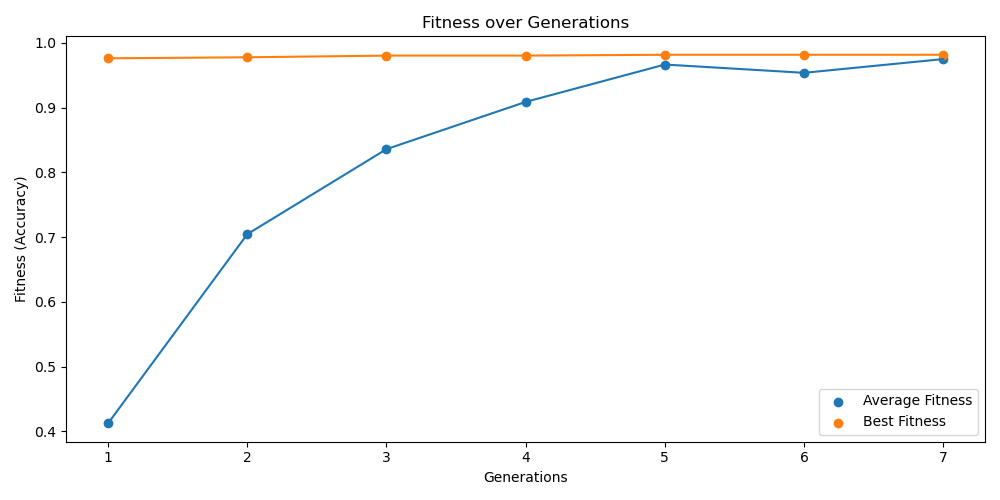 Fitness over Generations
Fitness (Accuracy)
1.0
0.9
0.8
0.7
0.6
0.5
0.4
1 2 3 4 5 6 7
Generations
Average Fitness
Best Fitness